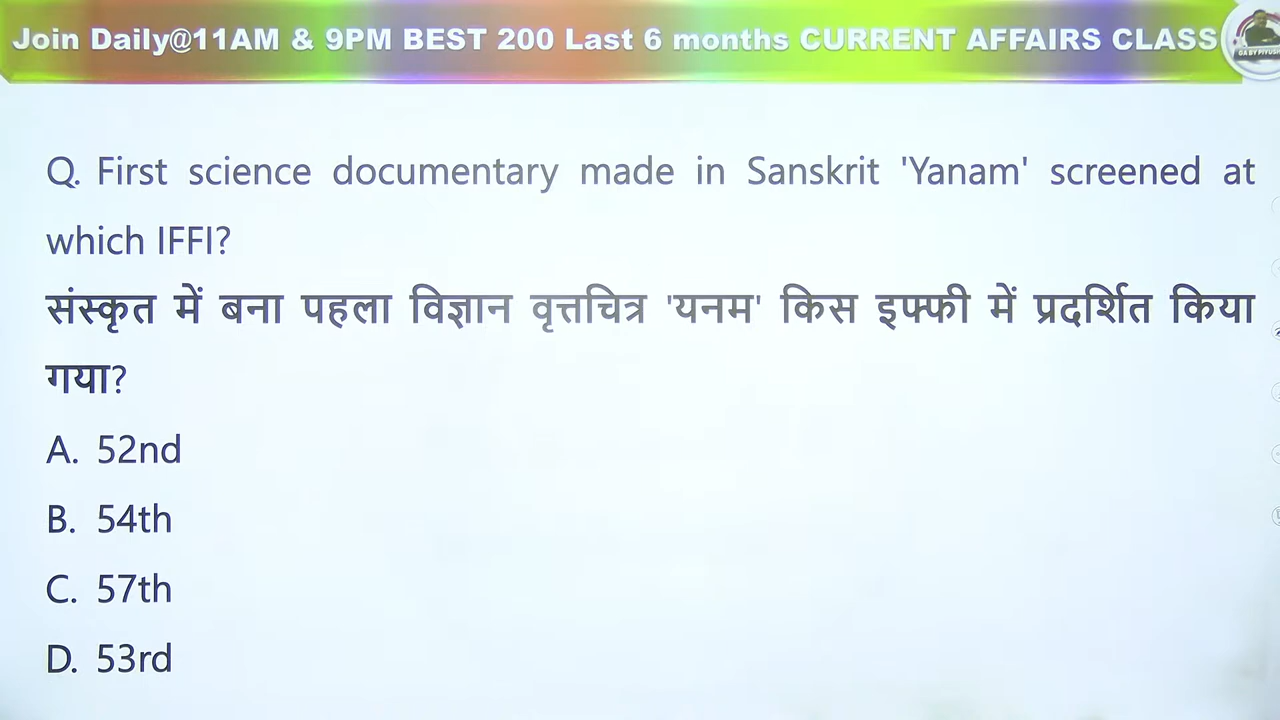 Join Daily@11AM & 9PM BEST 200 Last 6 months CURRENT AFFAIRS CLASS
Q. First science documentary made in Sanskrit 'Yanam' screened at
which IFFI?
संस्कृत में बना पहला विज्ञान वृत्तचित्र 'यनम' किस इफ्फी में प्रदर्शित किया
गया?
A. 52nd
B. 54th
C. 57th
D. 53rd